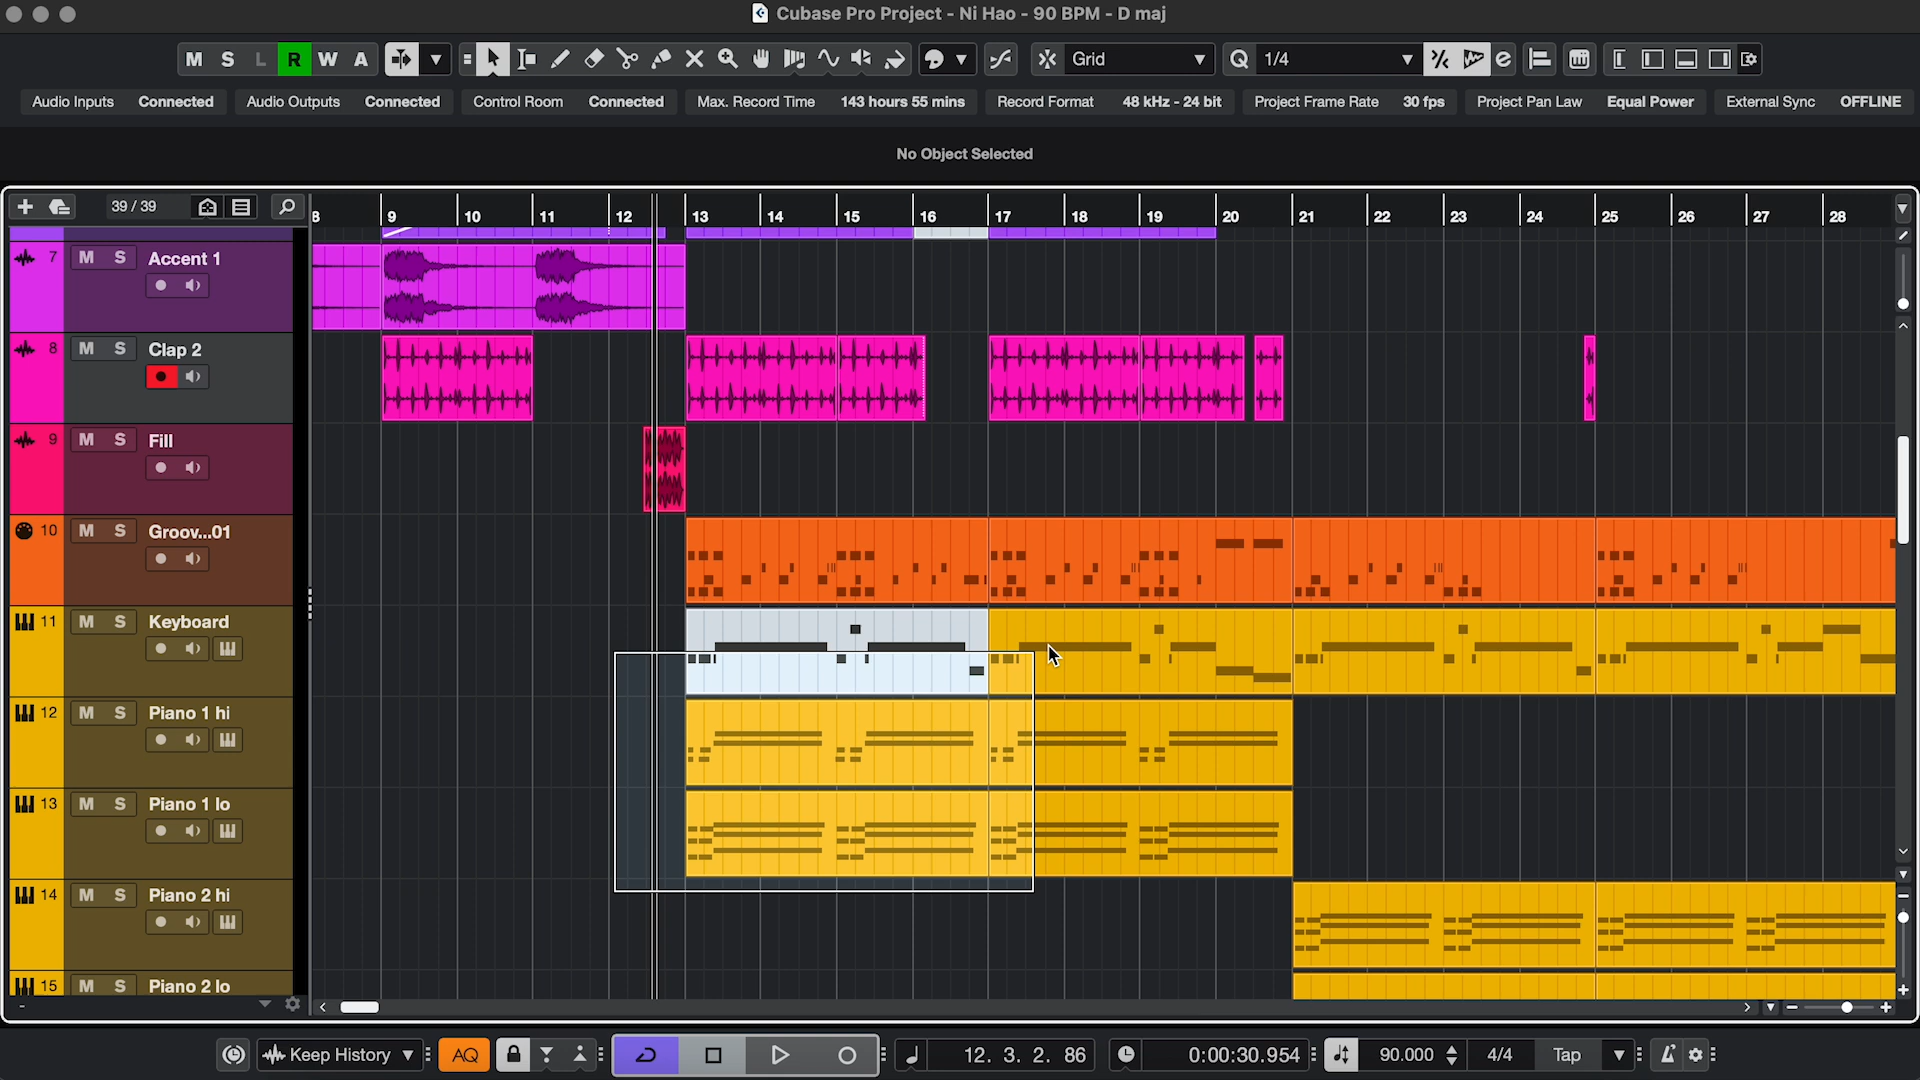 Cubase Pro Project - Ni Hao - 90 BPM - D maj
M S L R W A Grid Q 1/4
Audio Inputs Connected Audio Outputs Connected Control Room Connected Max. Record Time 143 hours 55 mins Record Format 48 kHz - 24 bit Project Frame Rate 30 fps Project Pan Law Equal Power External Sync OFFLINE
No Object Selected
39 / 39
8 9 10 11 12 13 14 15 16 17 18 19 20 21 22 23 24 25 26 27 28
7 M S Accent 1
8 M S Clap 2
9 M S Fill
10 M S Groov...01
11 M S Keyboard
12 M S Piano 1 hi
13 M S Piano 1 lo
14 M S Piano 2 hi
15 M S Piano 2 lo
Keep History AQ 12. 3. 2. 86 0:00:30.954 90.000 4/4 Tap